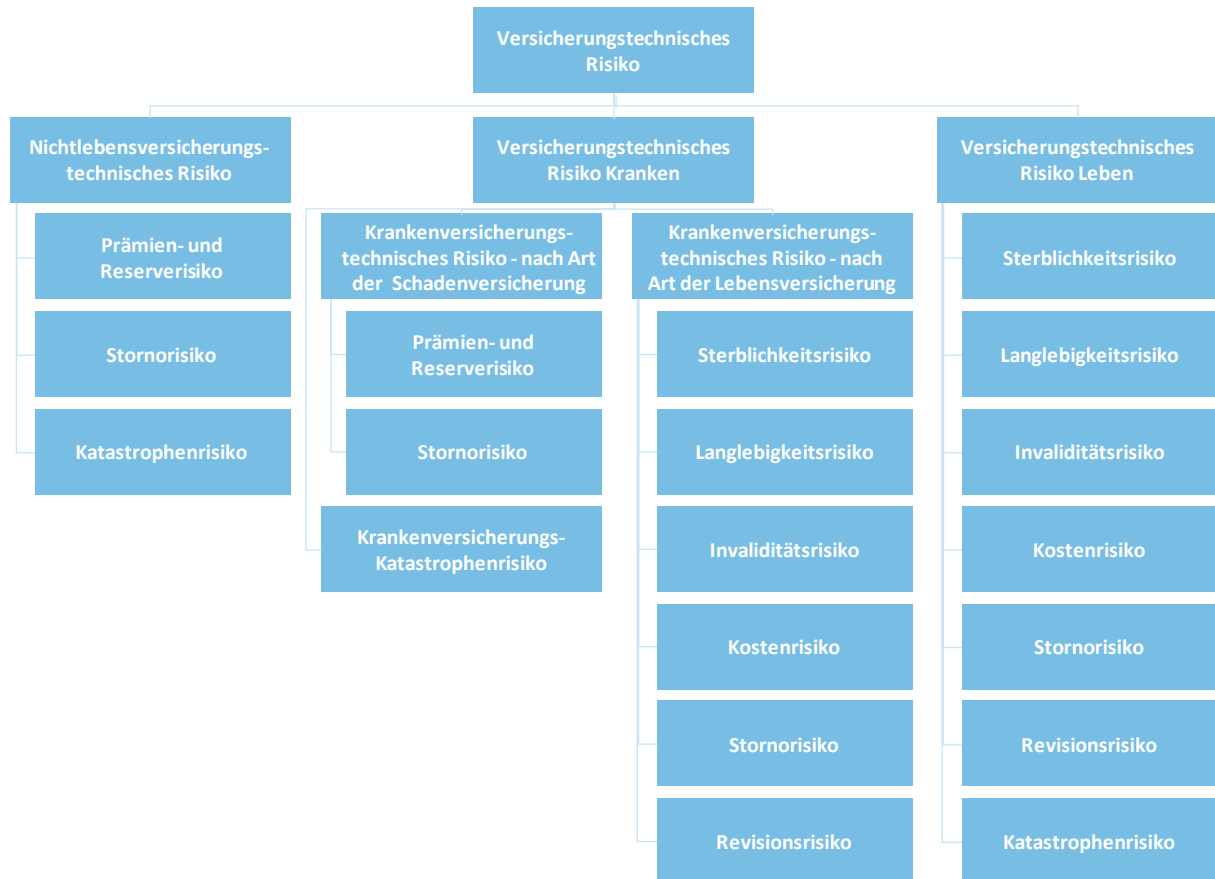 Versicherungstechnisches
Risiko
Nichtlebensversicherungs-
technisches Risiko
Prämien- und
Reserverisiko
Stornorisiko
Katastrophenrisiko
Versicherungstechnisches
Risiko Kranken
Krankenversicherungs-
technisches Risiko - nach Art
der Schadenversicherung
Prämien- und
Reserverisiko
Stornorisiko
Krankenversicherungs-
Katastrophenrisiko
Krankenversicherungs-
technisches Risiko - nach
Art der Lebensversicherung
Sterblichkeitsrisiko
Langlebigkeitsrisiko
Invaliditätsrisiko
Kostenrisiko
Stornorisiko
Revisionsrisiko
Versicherungstechnisches
Risiko Leben
Sterblichkeitsrisiko
Langlebigkeitsrisiko
Invaliditätsrisiko
Kostenrisiko
Stornorisiko
Revisionsrisiko
Katastrophenrisiko